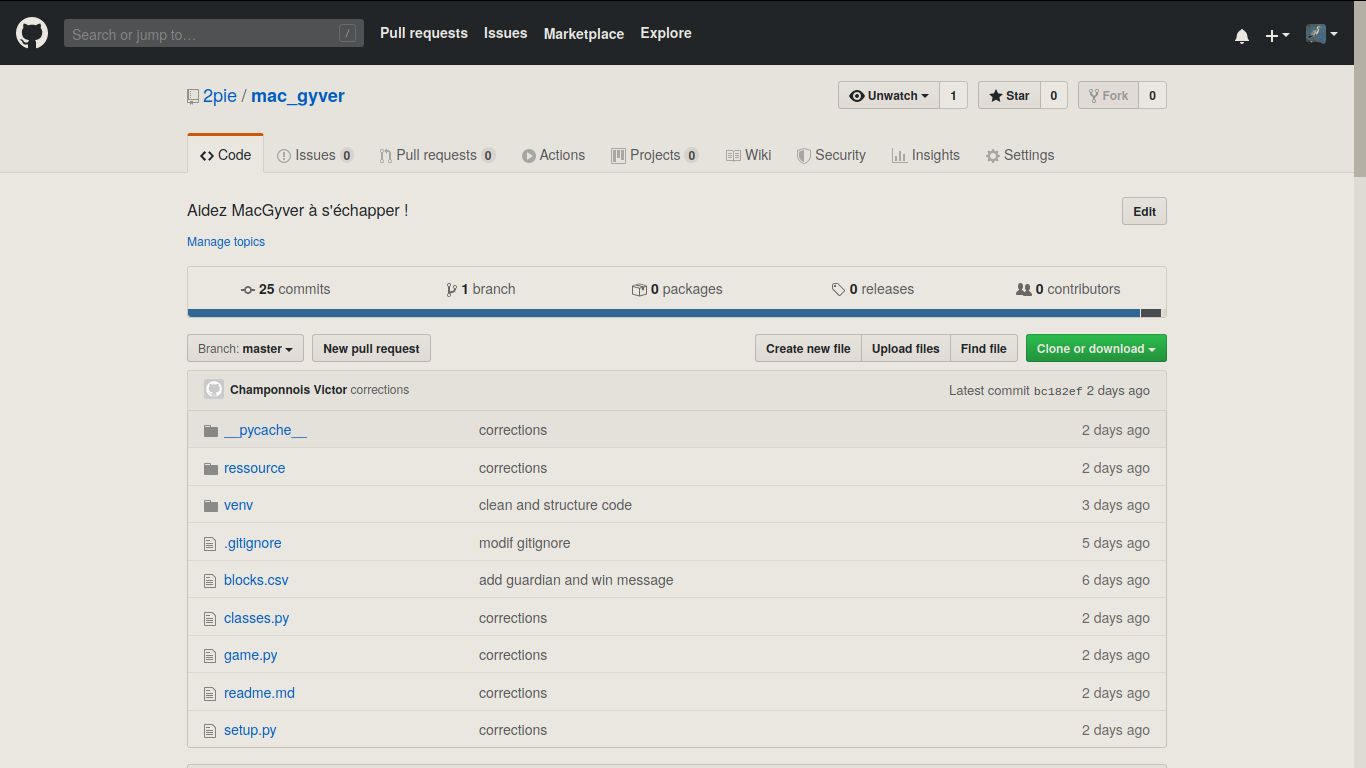 Search or jump to… /
Pull requests Issues Marketplace Explore
2pie / mac_gyver
Unwatch 1 Star 0 Fork 0
Code Issues 0 Pull requests 0 Actions Projects 0 Wiki Security Insights Settings
Aidez MacGyver à s'échapper !
Edit
Manage topics
25 commits 1 branch 0 packages 0 releases 0 contributors
Branch: master New pull request Create new file Upload files Find file Clone or download
Champonnois Victor corrections Latest commit bc182ef 2 days ago
__pycache__ corrections 2 days ago
ressource corrections 2 days ago
venv clean and structure code 3 days ago
.gitignore modif gitignore 5 days ago
blocks.csv add guardian and win message 6 days ago
classes.py corrections 2 days ago
game.py corrections 2 days ago
readme.md corrections 2 days ago
setup.py corrections 2 days ago